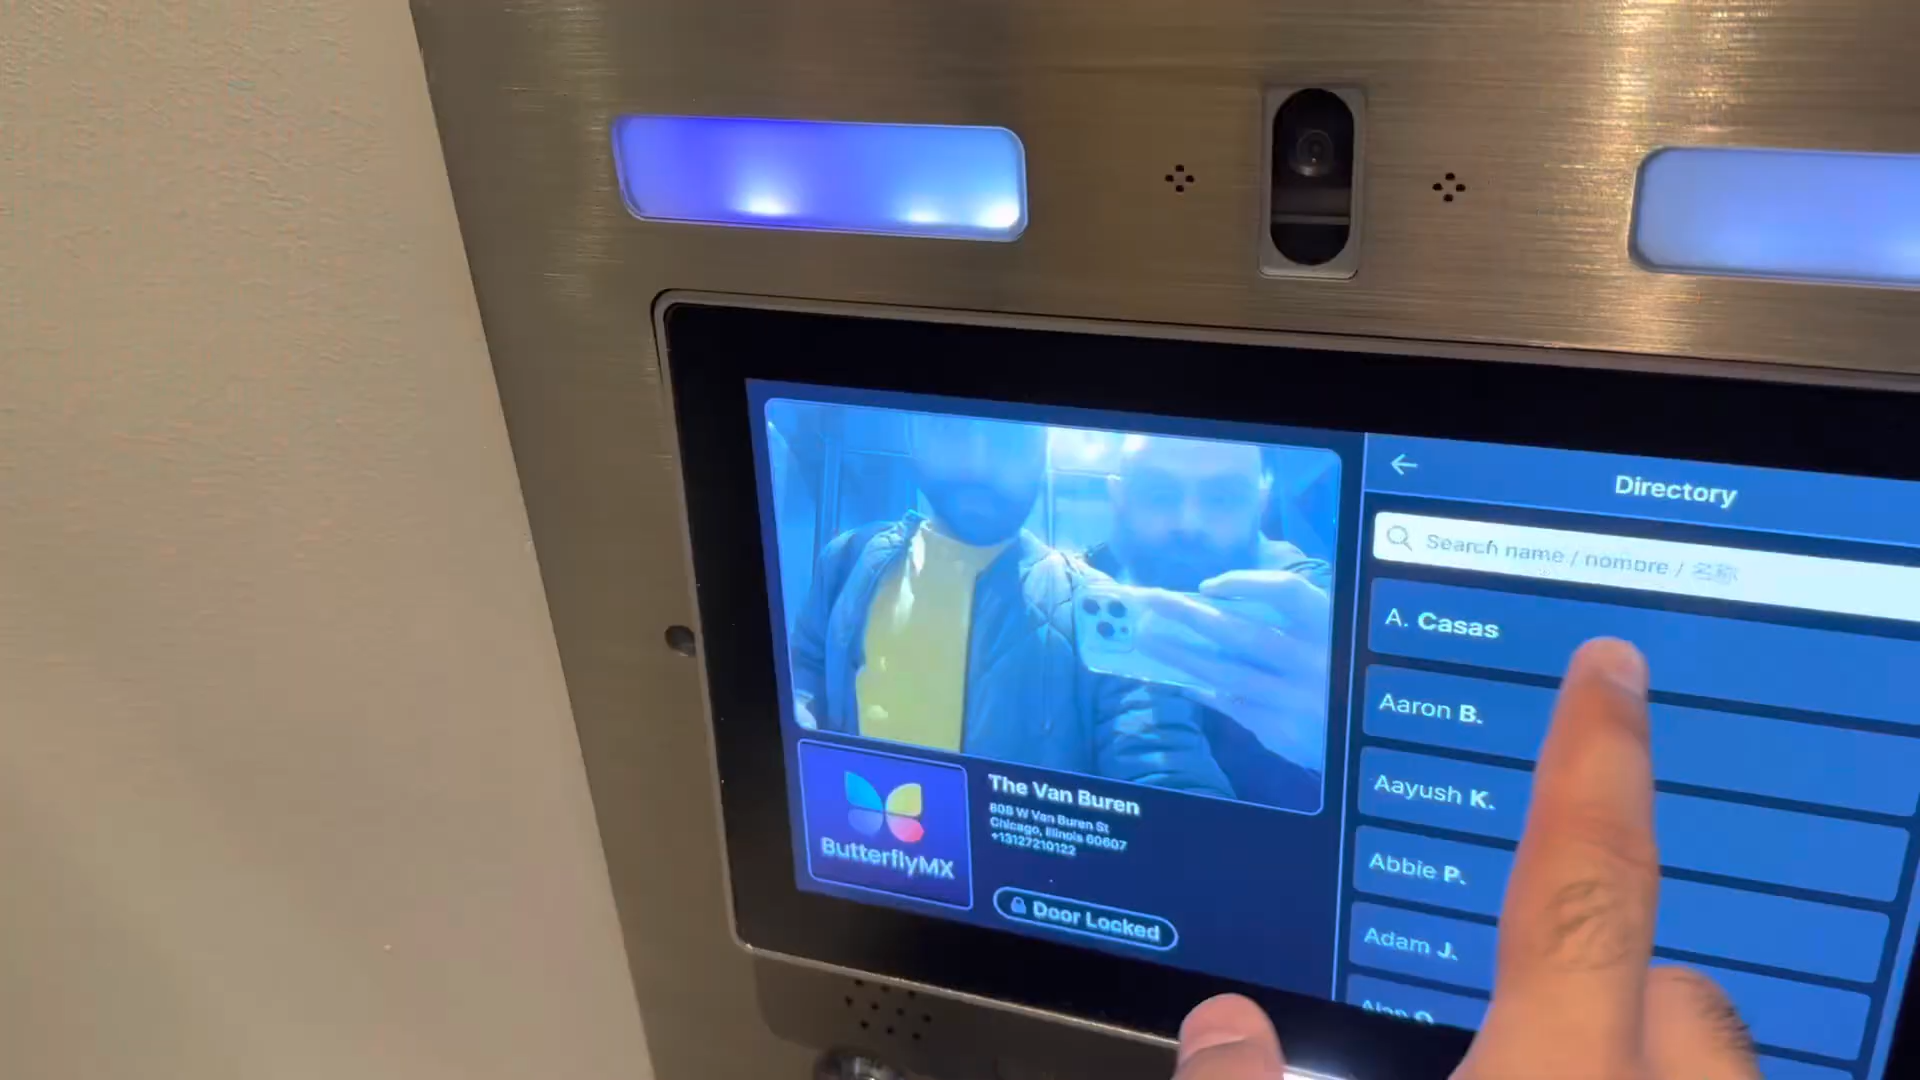 Directory
Search name / nombre / 名称
A. Casas
Aaron B.
Aayush K.
Abbie P.
Adam J.
The Van Buren
808 W Van Buren St
Chicago, Illinois 60607
+13127210122
ButterflyMX
Door Locked